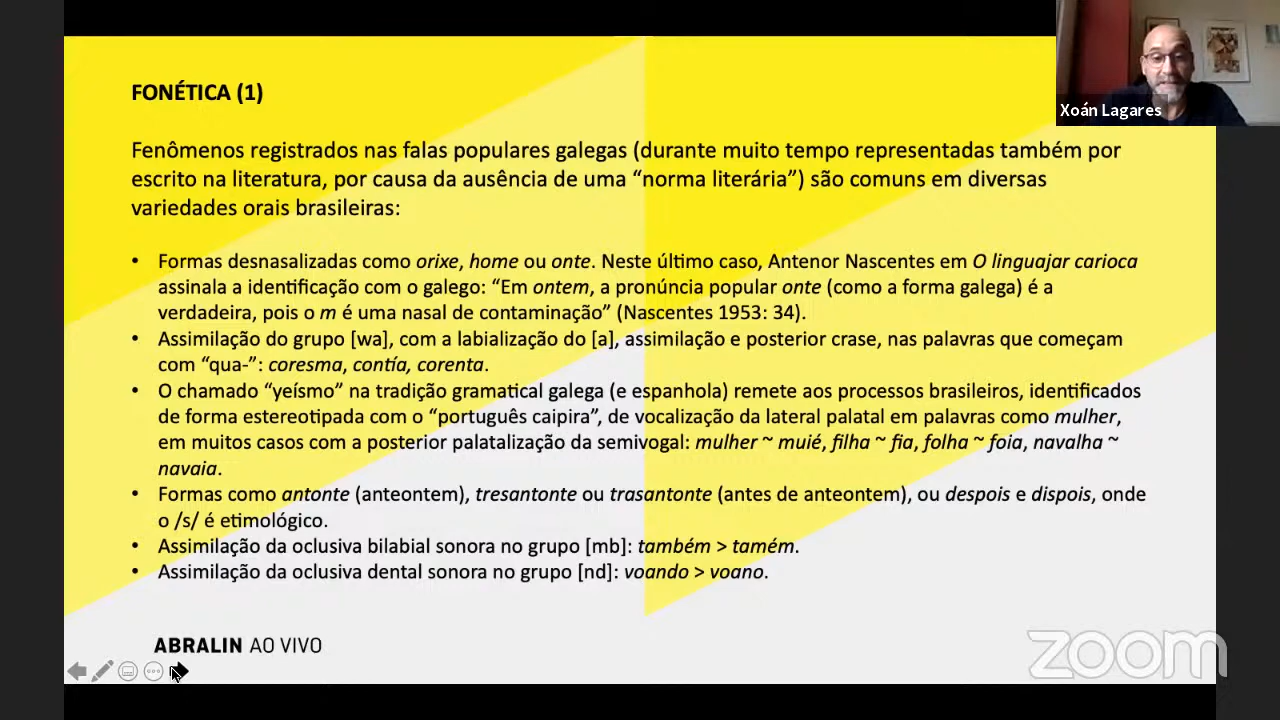 FONÉTICA (1)
Xoán Lagares
Fenômenos registrados nas falas populares galegas (durante muito tempo representadas também por
escrito na literatura, por causa da ausência de uma “norma literária”) são comuns em diversas
variedades orais brasileiras:
• Formas desnasalizadas como orixe, home ou onte. Neste último caso, Antenor Nascentes em O linguajar carioca
assinala a identificação com o galego: “Em ontem, a pronúncia popular onte (como a forma galega) é a
verdadeira, pois o m é uma nasal de contaminação” (Nascentes 1953: 34).
• Assimilação do grupo [wa], com a labialização do [a], assimilação e posterior crase, nas palavras que começam
com “qua-”: coresma, contía, corenta.
• O chamado “yeísmo” na tradição gramatical galega (e espanhola) remete aos processos brasileiros, identificados
de forma estereotipada com o “português caipira”, de vocalização da lateral palatal em palavras como mulher,
em muitos casos com a posterior palatalização da semivogal: mulher ~ muié, filha ~ fia, folha ~ foia, navalha ~
navaia.
• Formas como antonte (anteontem), tresantonte ou trasantonte (antes de anteontem), ou despois e dispois, onde
o /s/ é etimológico.
• Assimilação da oclusiva bilabial sonora no grupo [mb]: também > tamém.
• Assimilação da oclusiva dental sonora no grupo [nd]: voando > voano.
ABRALIN AO VIVO
zoom